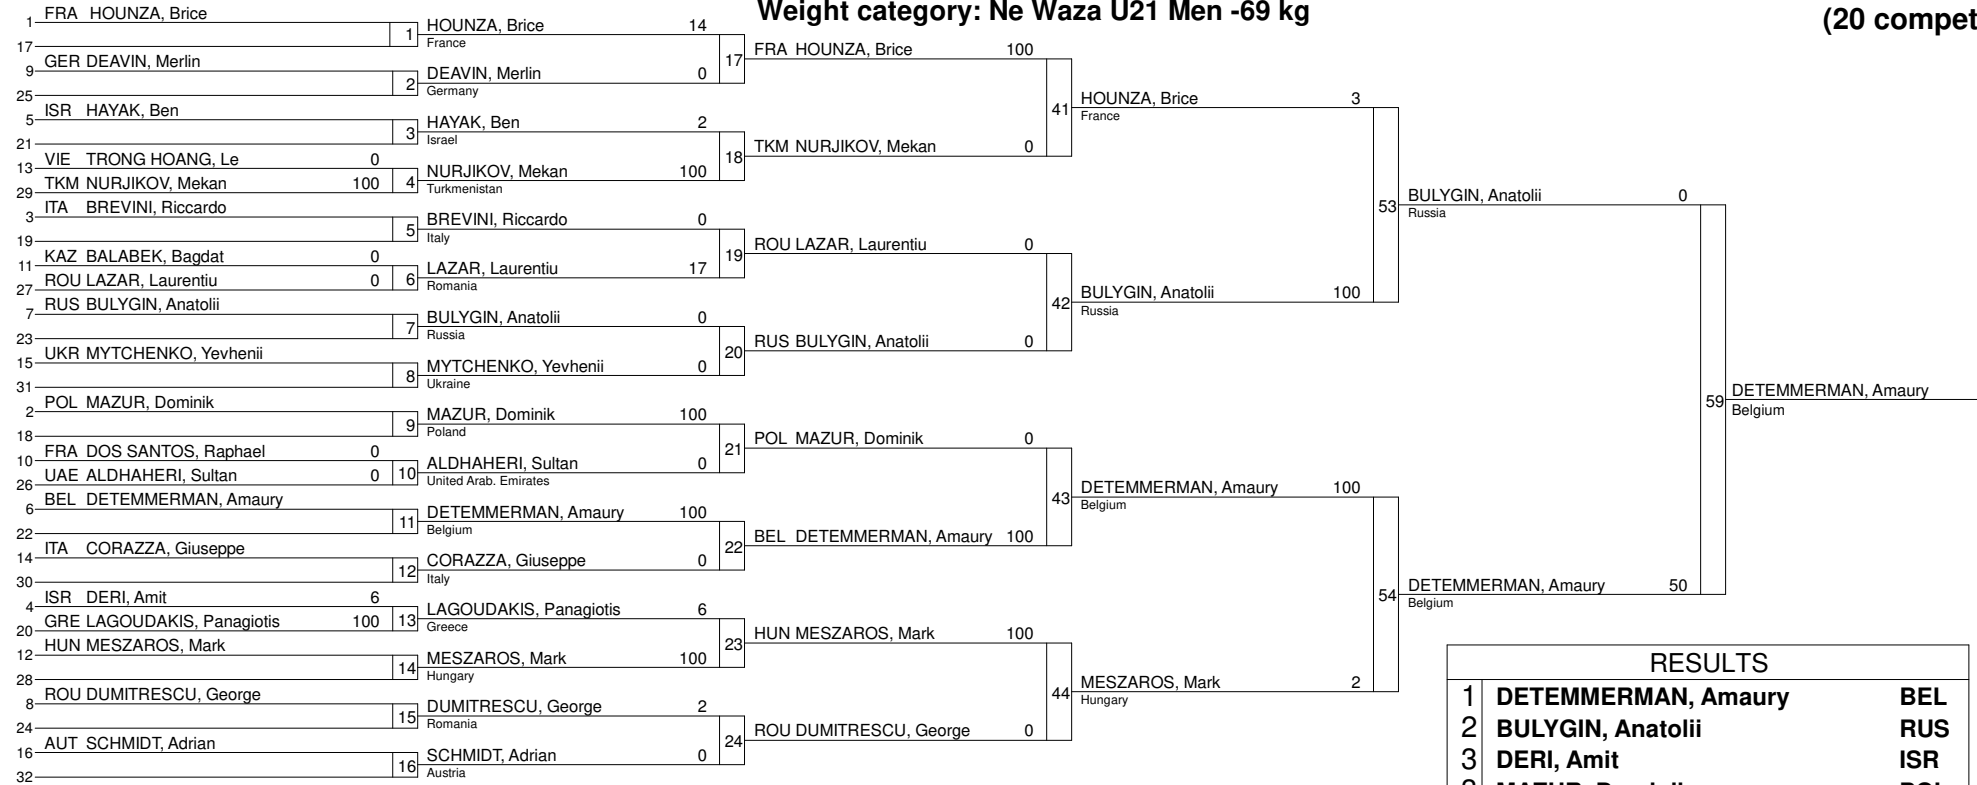 Weight category: Ne Waza U21 Men -69 kg
(20 compet
1 FRA HOUNZA, Brice
17
9 GER DEAVIN, Merlin
25
5 ISR HAYAK, Ben
21
13 VIE TRONG HOANG, Le 0
29 TKM NURJIKOV, Mekan 100
3 ITA BREVINI, Riccardo
19
11 KAZ BALABEK, Bagdat 0
27 ROU LAZAR, Laurentiu 0
7 RUS BULYGIN, Anatolii
23
15 UKR MYTCHENKO, Yevhenii
31
2 POL MAZUR, Dominik
18
10 FRA DOS SANTOS, Raphael 0
26 UAE ALDHAHERI, Sultan 0
6 BEL DETEMMERMAN, Amaury
22
14 ITA CORAZZA, Giuseppe
30
4 ISR DERI, Amit 6
20 GRE LAGOUDAKIS, Panagiotis 100
12 HUN MESZAROS, Mark
28
8 ROU DUMITRESCU, George
24
16 AUT SCHMIDT, Adrian
32
1 HOUNZA, Brice 14
France
2 DEAVIN, Merlin 0
Germany
3 HAYAK, Ben 2
Israel
4 NURJIKOV, Mekan 100
Turkmenistan
5 BREVINI, Riccardo 0
Italy
6 LAZAR, Laurentiu 17
Romania
7 BULYGIN, Anatolii 0
Russia
8 MYTCHENKO, Yevhenii 0
Ukraine
9 MAZUR, Dominik 100
Poland
10 ALDHAHERI, Sultan 0
United Arab. Emirates
11 DETEMMERMAN, Amaury 100
Belgium
12 CORAZZA, Giuseppe 0
Italy
13 LAGOUDAKIS, Panagiotis 6
Greece
14 MESZAROS, Mark 100
Hungary
15 DUMITRESCU, George 2
Romania
16 SCHMIDT, Adrian 0
Austria
17 FRA HOUNZA, Brice 100
18 TKM NURJIKOV, Mekan 0
19 ROU LAZAR, Laurentiu 0
20 RUS BULYGIN, Anatolii 0
21 POL MAZUR, Dominik 0
22 BEL DETEMMERMAN, Amaury 100
23 HUN MESZAROS, Mark 100
24 ROU DUMITRESCU, George 0
41 HOUNZA, Brice 3
France
42 BULYGIN, Anatolii 100
Russia
43 DETEMMERMAN, Amaury 100
Belgium
44 MESZAROS, Mark 2
Hungary
53 BULYGIN, Anatolii 0
Russia
54 DETEMMERMAN, Amaury 50
Belgium
59 DETEMMERMAN, Amaury
Belgium
RESULTS
1 DETEMMERMAN, Amaury BEL
2 BULYGIN, Anatolii RUS
3 DERI, Amit ISR